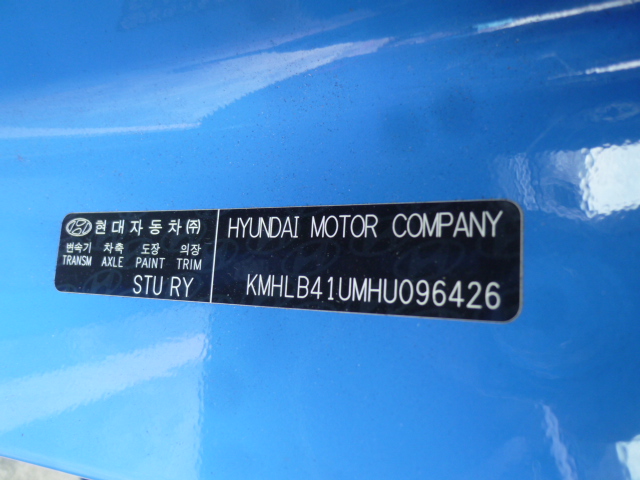 현대자동차㈜
변속기 차축 도장 의장
TRANSM AXLE PAINT TRIM
STU RY
HYUNDAI MOTOR COMPANY
KMHLB41UMHU096426